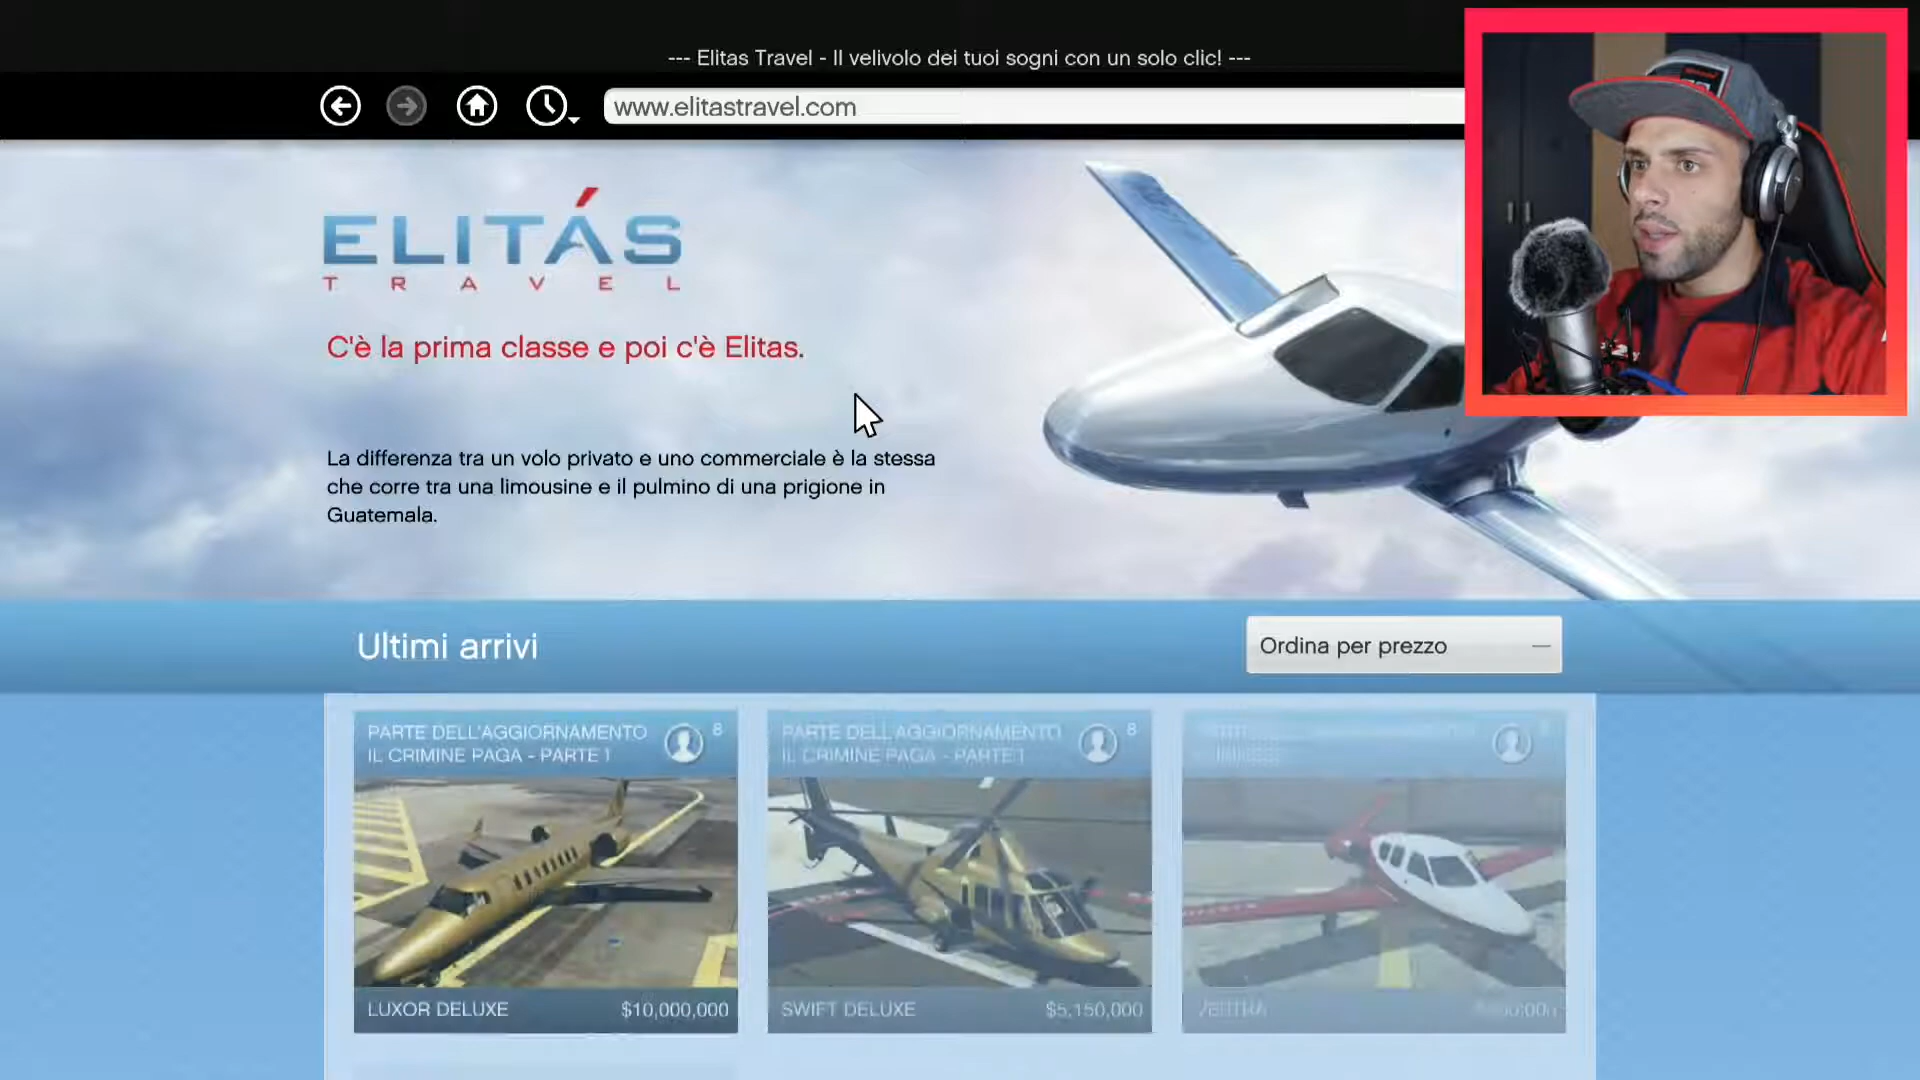 --- Elitas Travel - Il velivolo dei tuoi sogni con un solo clic! ---
www.elitastravel.com
ELITÁS
TRAVEL
C'è la prima classe e poi c'è Elitas.
La differenza tra un volo privato e uno commerciale è la stessa
che corre tra una limousine e il pulmino di una prigione in
Guatemala.
Ultimi arrivi
Ordina per prezzo
PARTE DELL'AGGIORNAMENTO
IL CRIMINE PAGA - PARTE 1
8
PARTE DELL'AGGIORNAMENTO
IL CRIMINE PAGA - PARTE 1
8
LUXOR DELUXE
$10,000,000
SWIFT DELUXE
$5,150,000